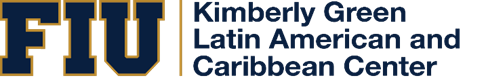 FIU
Kimberly Green
Latin American and
Caribbean Center